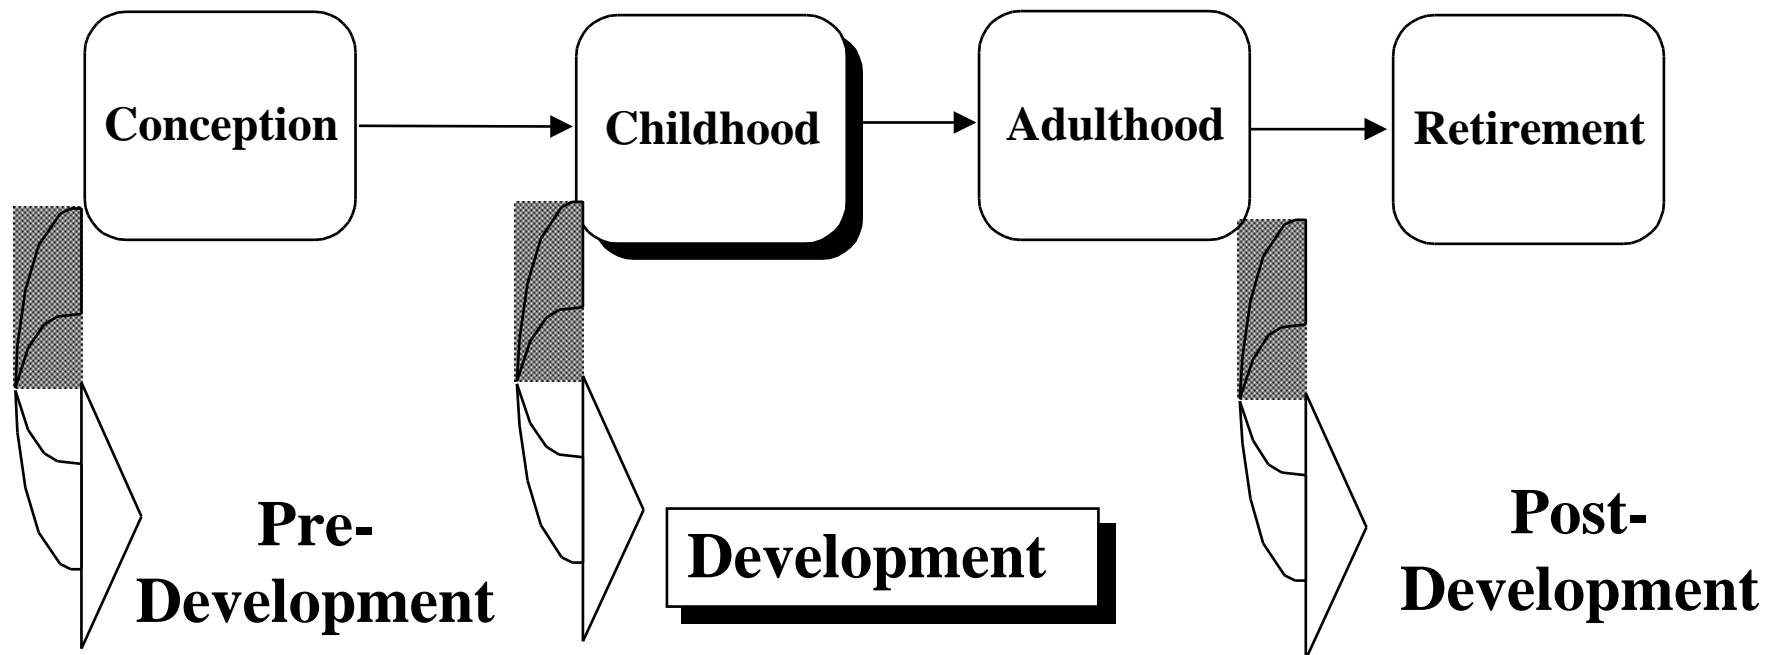 Conception
Childhood
Adulthood
Retirement
Pre-
Development
Development
Post-
Development